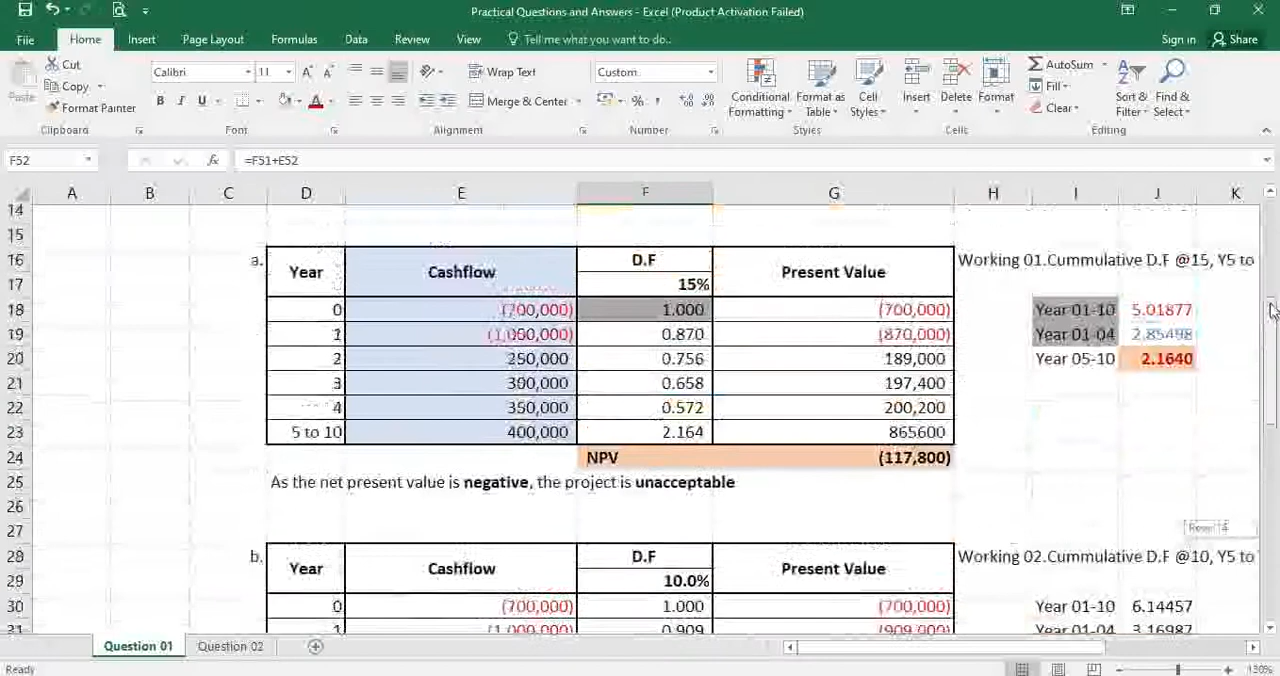 Practical Questions and Answers - Excel (Product Activation Failed)
File Home Insert Page Layout Formulas Data Review View Tell me what you want to do.. Sign in Share
Cut
Copy
Format Painter
Paste
Clipboard
Calibri 11
B I U
Font
Wrap Text
Merge & Center
Alignment
Custom
Number
Conditional Formatting
Format as Table
Cell Styles
Styles
Insert Delete Format
Cells
AutoSum
Fill
Clear
Sort & Filter
Find & Select
Editing
F52 fx =F51+E52
A B C D E F G H I J K
14
15
16 a. Year Cashflow D.F Present Value Working 01.Cummulative D.F @15, Y5 to
17 15%
18 0 (700,000) 1.000 (700,000) Year 01-10 5.01877
19 1 (1,000,000) 0.870 (870,000) Year 01-04 2.85498
20 2 250,000 0.756 189,000 Year 05-10 2.1640
21 3 300,000 0.658 197,400
22 4 350,000 0.572 200,200
23 5 to 10 400,000 2.164 865600
24 NPV (117,800)
25 As the net present value is negative, the project is unacceptable
26
27
28 b. Year Cashflow D.F Present Value Working 02.Cummulative D.F @10, Y5 to
29 10.0%
30 0 (700,000) 1.000 (700,000) Year 01-10 6.14457
31 1 (1,000,000) 0.909 (909,000) Year 01-04 3.16987
Question 01 Question 02
Ready 130%